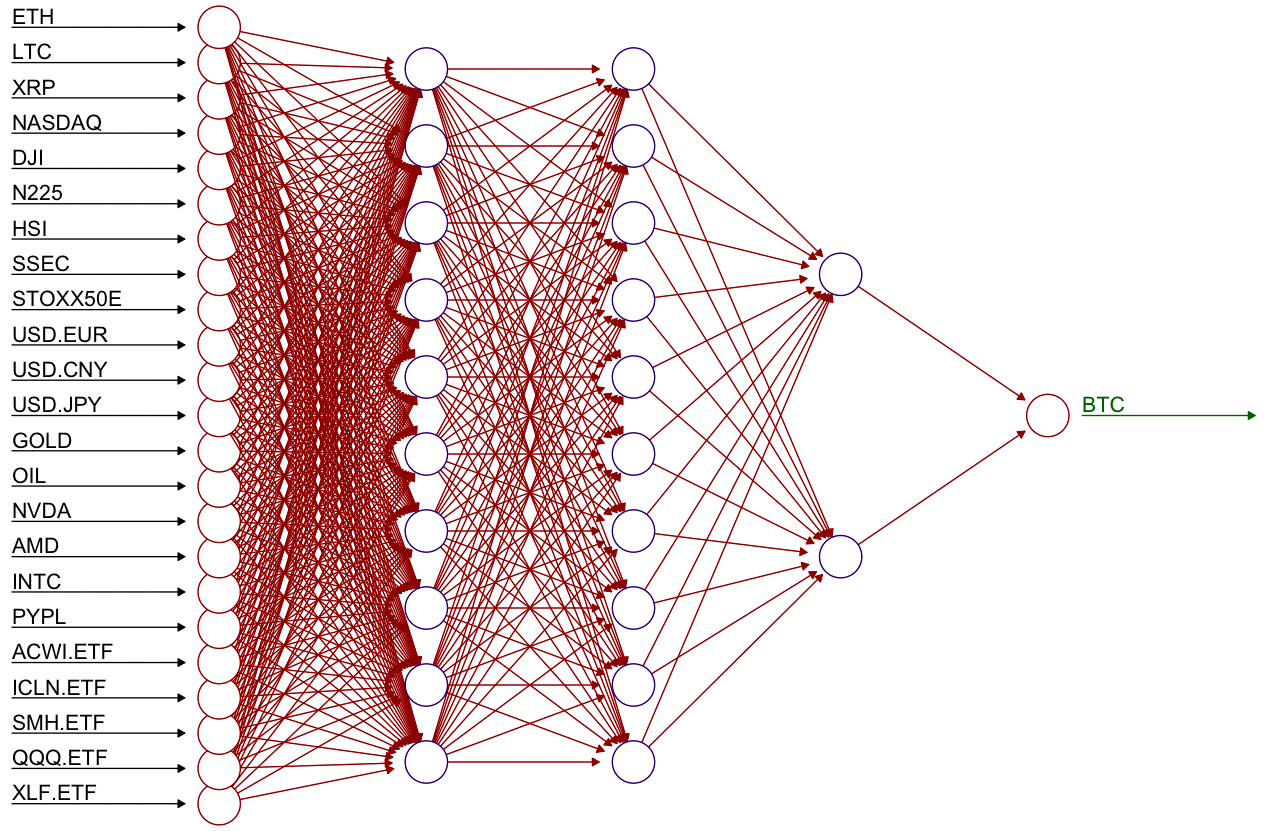 ETH
LTC
XRP
NASDAQ
DJI
N225
HSI
SSEC
STOXX50E
USD.EUR
USD.CNY
USD.JPY
GOLD
OIL
NVDA
AMD
INTC
PYPL
ACWI.ETF
ICLN.ETF
SMH.ETF
QQQ.ETF
XLF.ETF
BTC